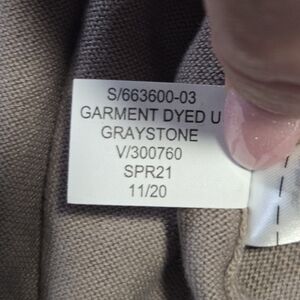 S/663600-03
GARMENT DYED U
GRAYSTONE
V/300760
SPR21
11/20